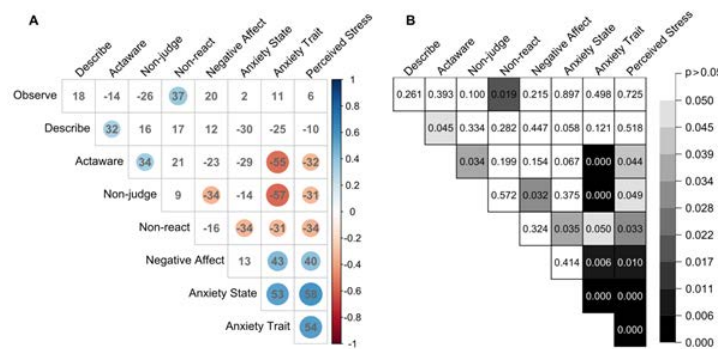 A
Describe Actaware Non-judge Non-react Negative Affect Anxiety State Anxiety Trait Perceived Stress
Observe 18 -14 -26 37 20 2 11 6
Describe 32 16 17 12 -30 -25 -10
Actaware 34 21 -23 -29 -55 -32
Non-judge 9 -34 -14 -57 -31
Non-react -16 -34 -31 -34
Negative Affect 13 43 40
Anxiety State 53 58
Anxiety Trait 54
1
0.8
0.6
0.4
0.2
0
-0.2
-0.4
-0.6
-0.8
-1
B
Describe Actaware Non-judge Non-react Negative Affect Anxiety State Anxiety Trait Perceived Stress
0.261 0.393 0.100 0.019 0.215 0.897 0.498 0.725
0.045 0.334 0.282 0.447 0.058 0.121 0.518
0.034 0.199 0.154 0.067 0.000 0.044
0.572 0.032 0.375 0.000 0.049
0.324 0.035 0.050 0.033
0.414 0.006 0.010
0.000 0.000
0.000
p>0.05
0.050
0.044
0.039
0.034
0.028
0.022
0.017
0.011
0.006
0.000